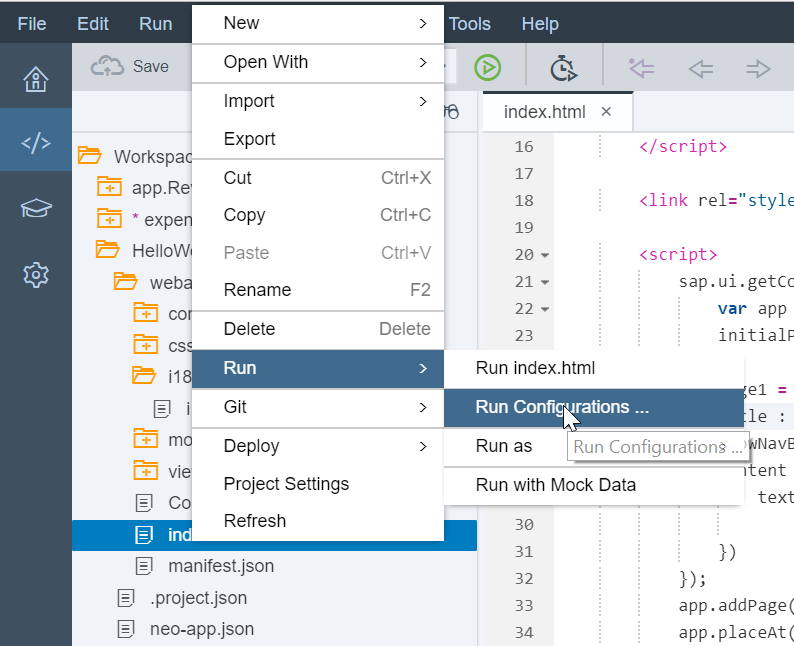 File Edit Run Tools Help
Save
New
Open With
Import
Export
Cut Ctrl+X
Copy Ctrl+C
Paste Ctrl+V
Rename F2
Delete Delete
Run
Git
Deploy
Project Settings
Refresh
Run index.html
Run Configurations ...
Run as
Run with Mock Data
Run Configurations ...
Workspac
app.Re
* expen
HelloWo
weba
co
css
i18
i
mo
vie
Co
ind
manifest.json
.project.json
neo-app.json
index.html ×
16 </script>
17
18 <link rel="style
19
20 <script>
21 sap.ui.getCo
22 var app
23 initialP
ge1 =
tle :
owNavB
ntent
text
30
31 })
32 });
33 app.addPage(
34 app.placeAt(